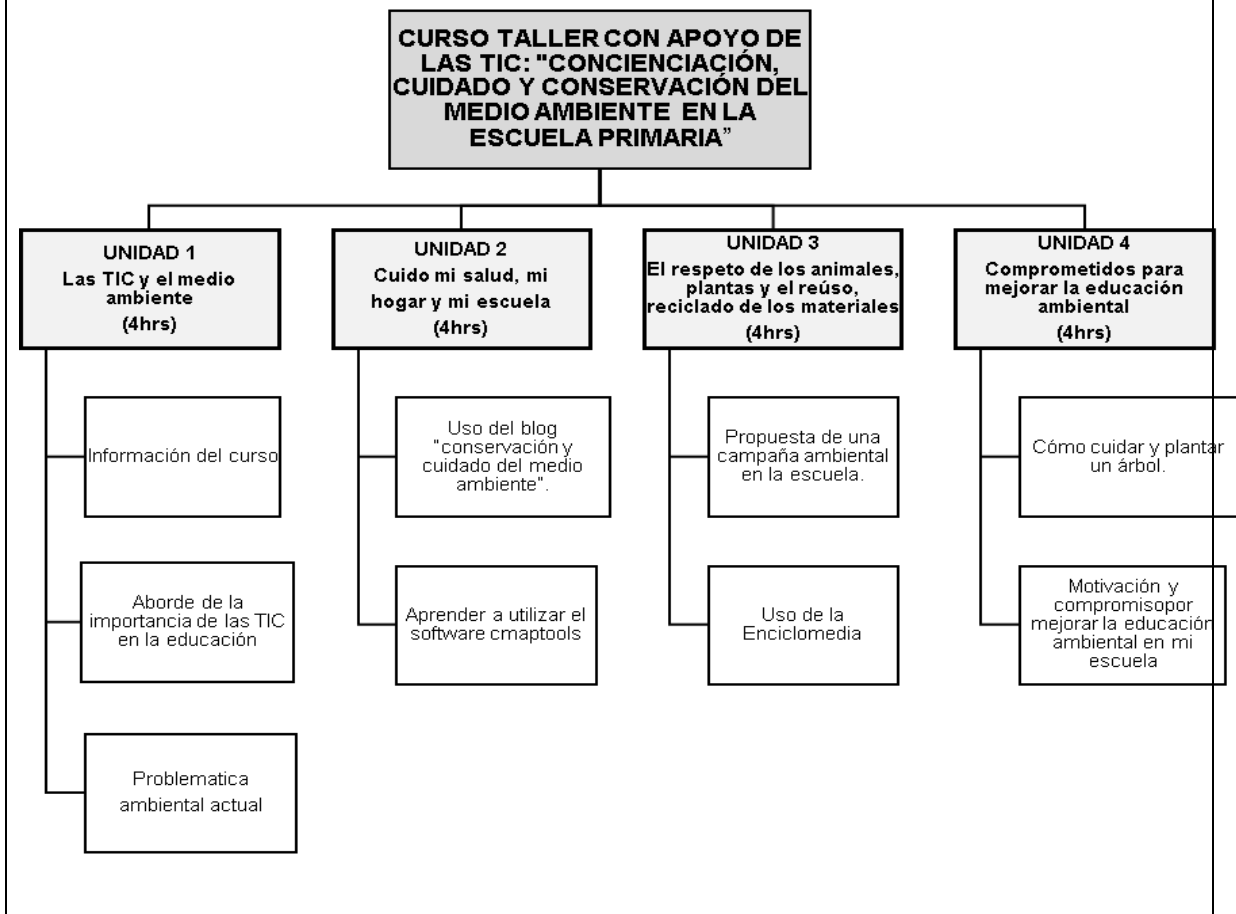 CURSO TALLER CON APOYO DE
LAS TIC: "CONCIENCIACIÓN,
CUIDADO Y CONSERVACIÓN DEL
MEDIO AMBIENTE EN LA
ESCUELA PRIMARIA”
UNIDAD 1
Las TIC y el medio
ambiente
(4hrs)
Información del curso
Aborde de la
importancia de las TIC
en la educación
Problematica
ambiental actual
UNIDAD 2
Cuido mi salud, mi
hogar y mi escuela
(4hrs)
Uso del blog
"conservación y
cuidado del medio
ambiente".
Aprender a utilizar el
software cmaptools
UNIDAD 3
El respeto de los animales,
plantas y el reúso,
reciclado de los materiales
(4hrs)
Propuesta de una
campaña ambiental
en la escuela.
Uso de la
Enciclomedia
UNIDAD 4
Comprometidos para
mejorar la educación
ambiental
(4hrs)
Cómo cuidar y plantar
un árbol.
Motivación y
compromisopor
mejorar la educación
ambiental en mi
escuela